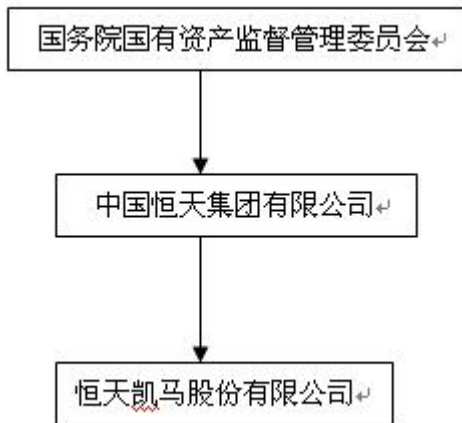 国务院国有资产监督管理委员会
中国恒天集团有限公司
恒天凯马股份有限公司